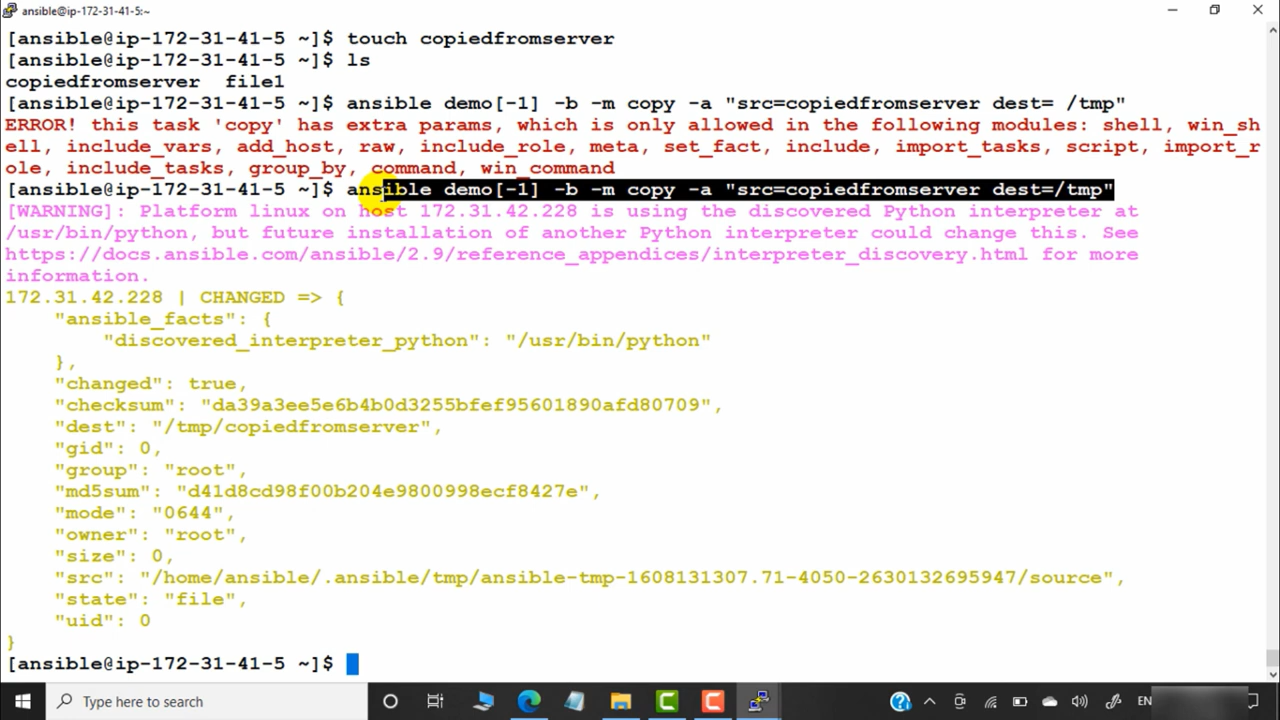 ansible@ip-172-31-41-5:~
[ansible@ip-172-31-41-5 ~]$ touch copiedfromserver
[ansible@ip-172-31-41-5 ~]$ ls
copiedfromserver  file1
[ansible@ip-172-31-41-5 ~]$ ansible demo[-1] -b -m copy -a "src=copiedfromserver dest= /tmp"
ERROR! this task 'copy' has extra params, which is only allowed in the following modules: shell, win_sh
ell, include_vars, add_host, raw, include_role, meta, set_fact, include, import_tasks, script, import_r
ole, include_tasks, group_by, command, win_command
[ansible@ip-172-31-41-5 ~]$ ansible demo[-1] -b -m copy -a "src=copiedfromserver dest=/tmp"
[WARNING]: Platform linux on host 172.31.42.228 is using the discovered Python interpreter at
/usr/bin/python, but future installation of another Python interpreter could change this. See
https://docs.ansible.com/ansible/2.9/reference_appendices/interpreter_discovery.html for more
information.
172.31.42.228 | CHANGED => {
    "ansible_facts": {
        "discovered_interpreter_python": "/usr/bin/python"
    },
    "changed": true,
    "checksum": "da39a3ee5e6b4b0d3255bfef95601890afd80709",
    "dest": "/tmp/copiedfromserver",
    "gid": 0,
    "group": "root",
    "md5sum": "d41d8cd98f00b204e9800998ecf8427e",
    "mode": "0644",
    "owner": "root",
    "size": 0,
    "src": "/home/ansible/.ansible/tmp/ansible-tmp-1608131307.71-4050-2630132695947/source",
    "state": "file",
    "uid": 0
}
[ansible@ip-172-31-41-5 ~]$
Type here to search
EN